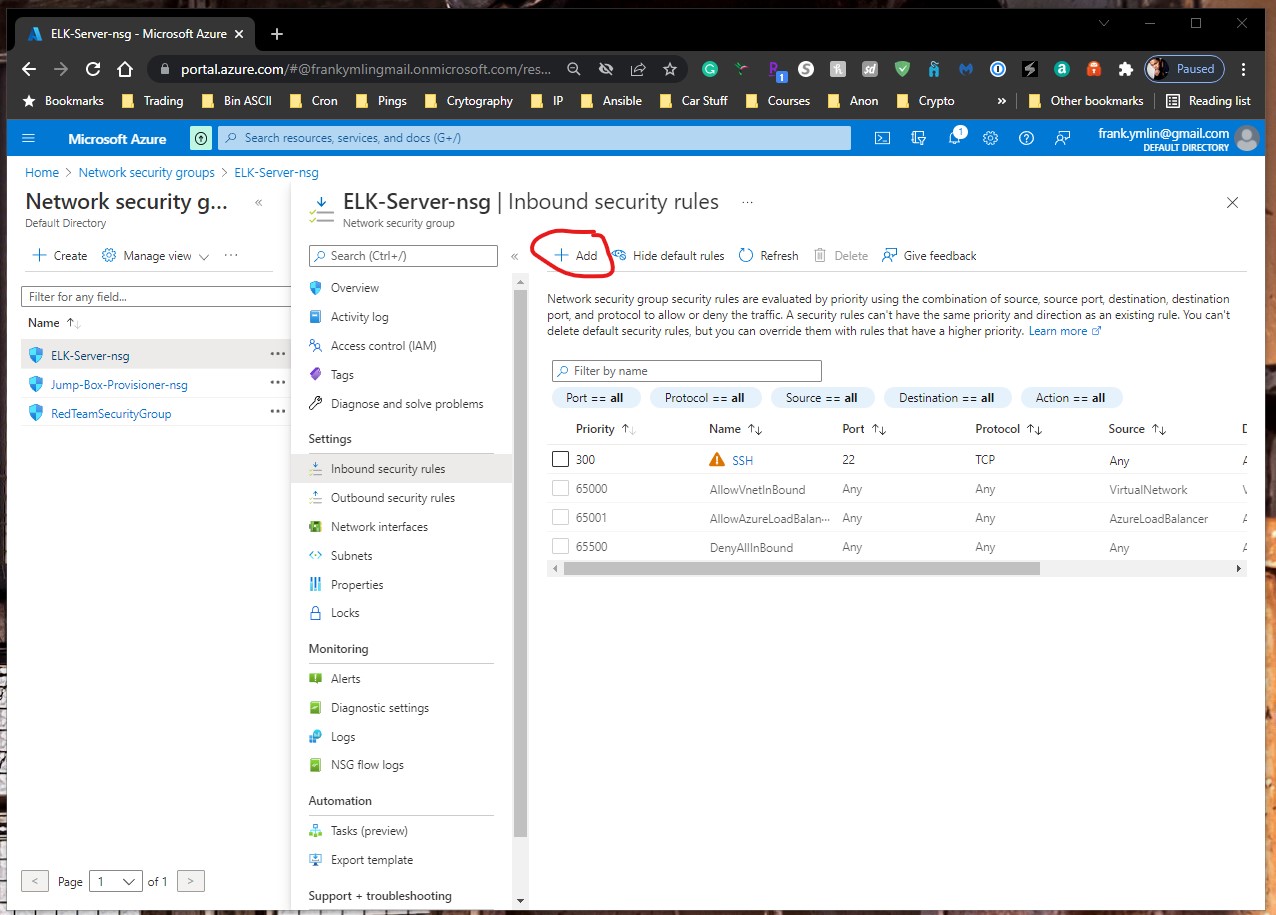 ELK-Server-nsg - Microsoft Azure
portal.azure.com/#@frankymlingmail.onmicrosoft.com/res...
1
Paused
Bookmarks Trading Bin ASCII Cron Pings Crytography IP Ansible Car Stuff Courses Anon Crypto » Other bookmarks Reading list
Microsoft Azure
Search resources, services, and docs (G+/)
1
frank.ymlin@gmail.com
DEFAULT DIRECTORY
Home > Network security groups > ELK-Server-nsg
Network security g... «
Default Directory
+ Create Manage view ...
Filter for any field...
Name ↑↓
ELK-Server-nsg ...
Jump-Box-Provisioner-nsg ...
RedTeamSecurityGroup ...
< Page 1 of 1 >
ELK-Server-nsg | Inbound security rules ...
Network security group
Search (Ctrl+/) «
Overview
Activity log
Access control (IAM)
Tags
Diagnose and solve problems
Settings
Inbound security rules
Outbound security rules
Network interfaces
Subnets
Properties
Locks
Monitoring
Alerts
Diagnostic settings
Logs
NSG flow logs
Automation
Tasks (preview)
Export template
Support + troubleshooting
+ Add Hide default rules Refresh Delete Give feedback
Network security group security rules are evaluated by priority using the combination of source, source port, destination, destination
port, and protocol to allow or deny the traffic. A security rules can't have the same priority and direction as an existing rule. You can't
delete default security rules, but you can override them with rules that have a higher priority. Learn more
Filter by name
Port == all Protocol == all Source == all Destination == all Action == all
Priority ↑↓ Name ↑↓ Port ↑↓ Protocol ↑↓ Source ↑↓
300 SSH 22 TCP Any
65000 AllowVnetInBound Any Any VirtualNetwork
65001 AllowAzureLoadBalan... Any Any AzureLoadBalancer
65500 DenyAllInBound Any Any Any